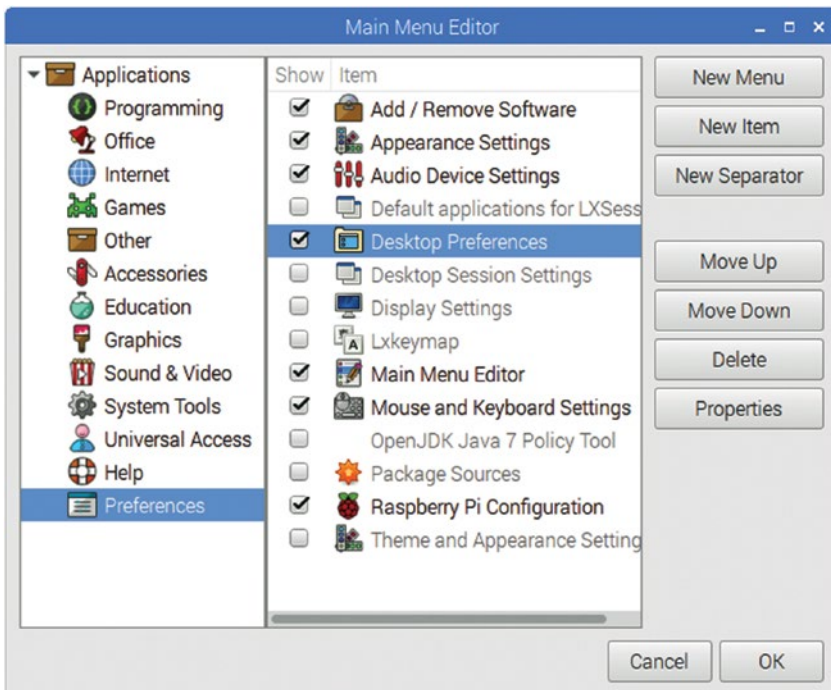 Main Menu Editor
Applications
Programming
Office
Internet
Games
Other
Accessories
Education
Graphics
Sound & Video
System Tools
Universal Access
Help
Preferences
Show Item
Add / Remove Software
Appearance Settings
Audio Device Settings
Default applications for LXSess
Desktop Preferences
Desktop Session Settings
Display Settings
A Lxkeymap
Main Menu Editor
Mouse and Keyboard Settings
OpenJDK Java 7 Policy Tool
Package Sources
Raspberry Pi Configuration
Theme and Appearance Setting
New Menu
New Item
New Separator
Move Up
Move Down
Delete
Properties
Cancel OK